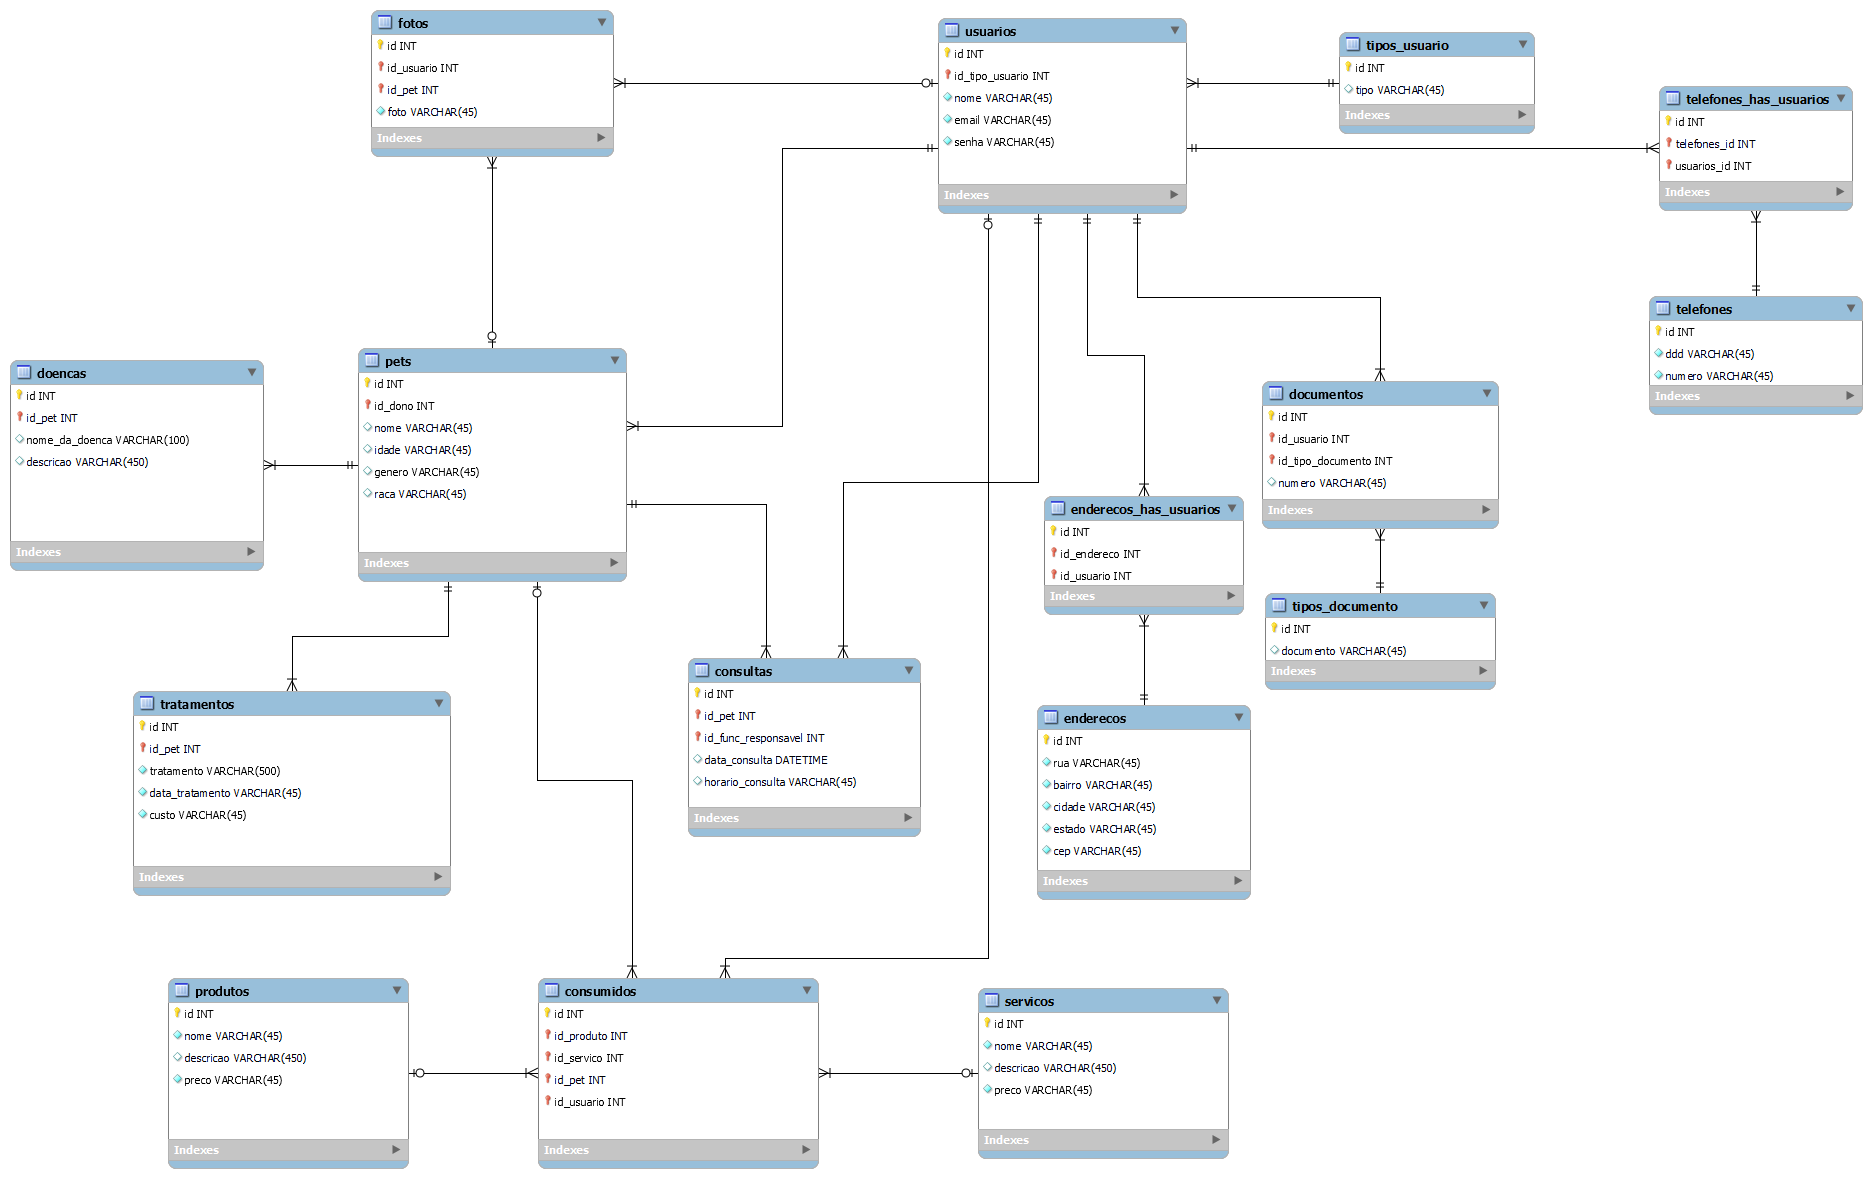 fotos
id INT
id_usuario INT
id_pet INT
foto VARCHAR(45)
Indexes
usuarios
id INT
id_tipo_usuario INT
nome VARCHAR(45)
email VARCHAR(45)
senha VARCHAR(45)
Indexes
tipos_usuario
id INT
tipo VARCHAR(45)
Indexes
telefones_has_usuarios
id INT
telefones_id INT
usuarios_id INT
Indexes
telefones
id INT
ddd VARCHAR(45)
numero VARCHAR(45)
Indexes
doencas
id INT
id_pet INT
nome_da_doenca VARCHAR(100)
descricao VARCHAR(450)
Indexes
pets
id INT
id_dono INT
nome VARCHAR(45)
idade VARCHAR(45)
genero VARCHAR(45)
raca VARCHAR(45)
Indexes
documentos
id INT
id_usuario INT
id_tipo_documento INT
numero VARCHAR(45)
Indexes
enderecos_has_usuarios
id INT
id_endereco INT
id_usuario INT
Indexes
tipos_documento
id INT
documento VARCHAR(45)
Indexes
tratamentos
id INT
id_pet INT
tratamento VARCHAR(500)
data_tratamento VARCHAR(45)
custo VARCHAR(45)
Indexes
consultas
id INT
id_pet INT
id_func_responsavel INT
data_consulta DATETIME
horario_consulta VARCHAR(45)
Indexes
enderecos
id INT
rua VARCHAR(45)
bairro VARCHAR(45)
cidade VARCHAR(45)
estado VARCHAR(45)
cep VARCHAR(45)
Indexes
produtos
id INT
nome VARCHAR(45)
descricao VARCHAR(450)
preco VARCHAR(45)
Indexes
consumidos
id INT
id_produto INT
id_servico INT
id_pet INT
id_usuario INT
Indexes
servicos
id INT
nome VARCHAR(45)
descricao VARCHAR(450)
preco VARCHAR(45)
Indexes